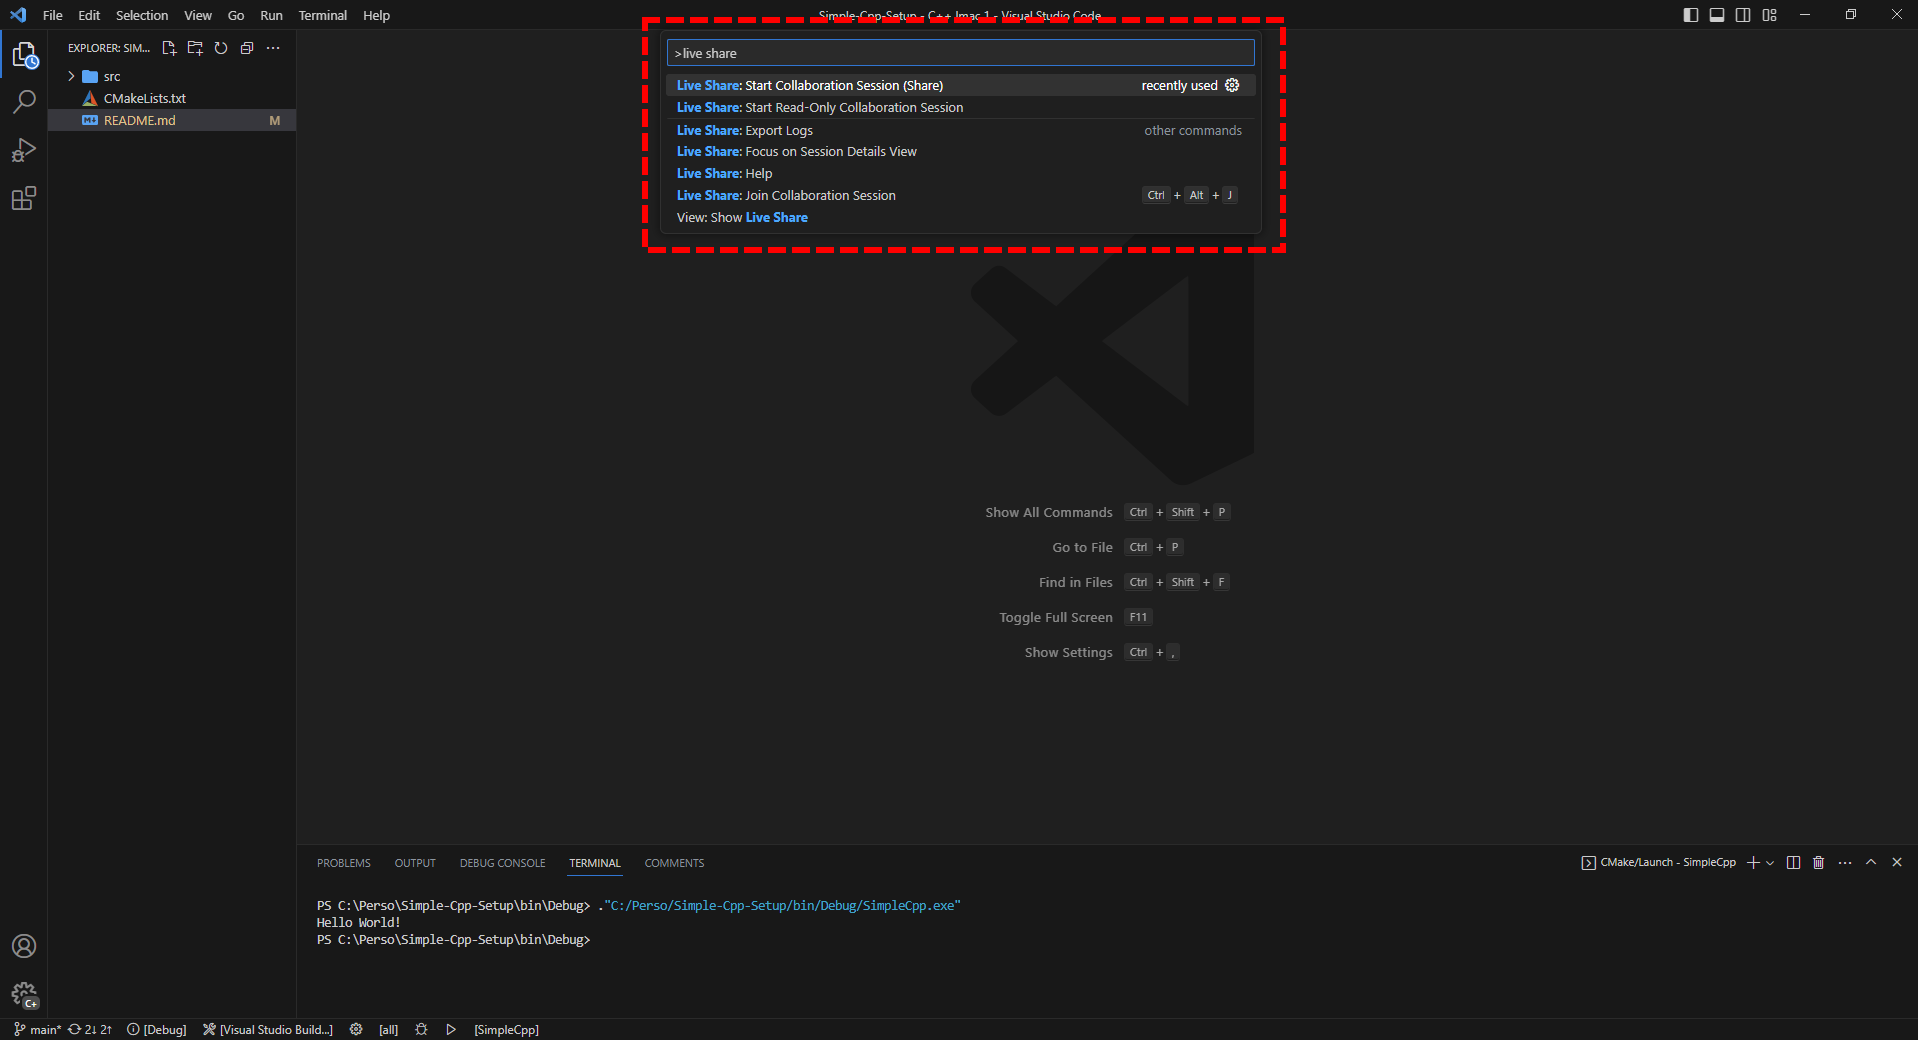 File Edit Selection View Go Run Terminal Help
Simple-Cpp-Setup - C++ Imac 1 - Visual Studio Code
EXPLORER: SIM...
src
CMakeLists.txt
README.md M
>live share
Live Share: Start Collaboration Session (Share) recently used
Live Share: Start Read-Only Collaboration Session
Live Share: Export Logs other commands
Live Share: Focus on Session Details View
Live Share: Help
Live Share: Join Collaboration Session Ctrl + Alt + J
View: Show Live Share
Show All Commands Ctrl + Shift + P
Go to File Ctrl + P
Find in Files Ctrl + Shift + F
Toggle Full Screen F11
Show Settings Ctrl + ,
PROBLEMS OUTPUT DEBUG CONSOLE TERMINAL COMMENTS
CMake/Launch - SimpleCpp
PS C:\Perso\Simple-Cpp-Setup\bin\Debug> ."C:/Perso/Simple-Cpp-Setup/bin/Debug/SimpleCpp.exe"
Hello World!
PS C:\Perso\Simple-Cpp-Setup\bin\Debug>
C+
main* 2↓ 2↑ [Debug] [Visual Studio Build...] [all] [SimpleCpp]